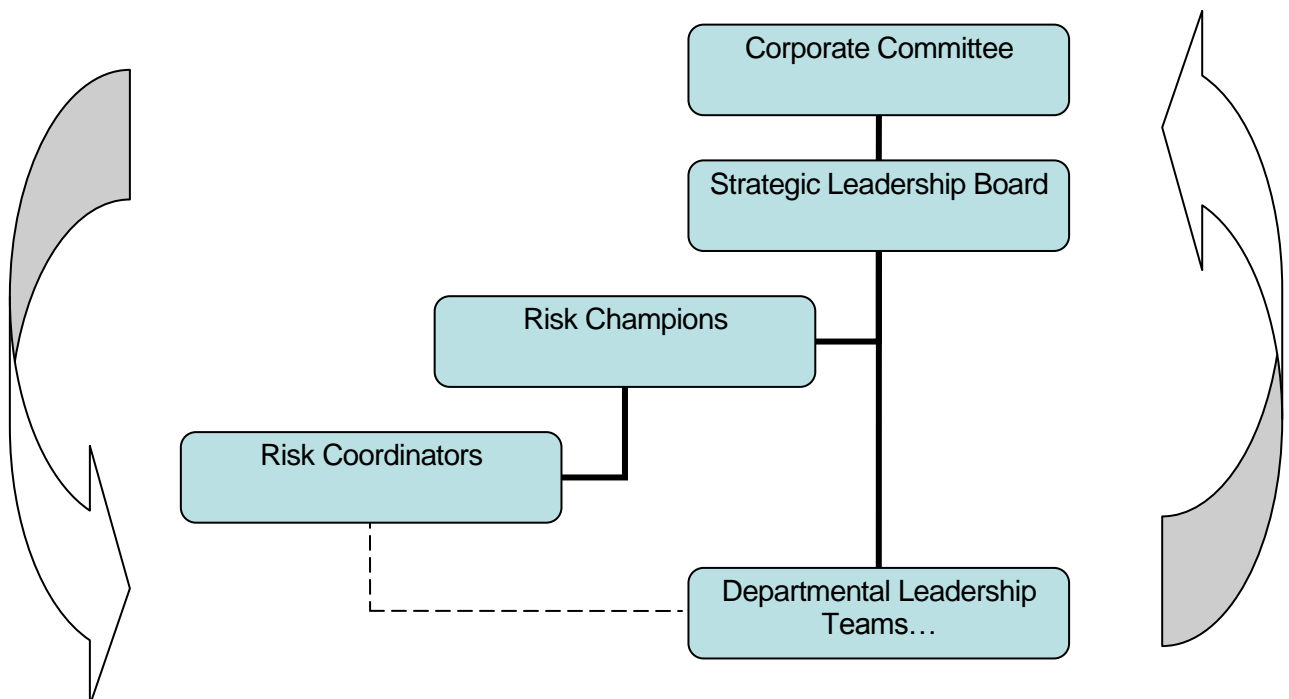 Corporate Committee
Strategic Leadership Board
Risk Champions
Risk Coordinators
Departmental Leadership
Teams…